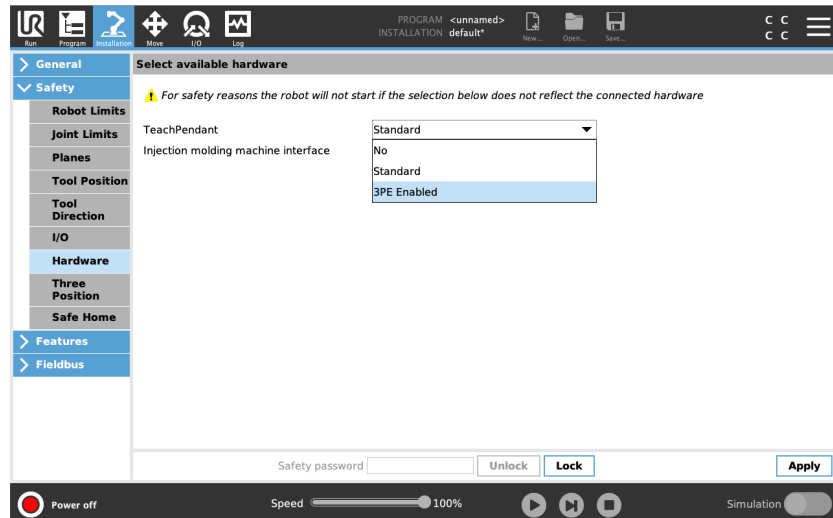 UR
PROGRAM <unnamed>
INSTALLATION default*
C C
C C
Run Program Installation Move I/O Log New... Open... Save...
General
Select available hardware
Safety
For safety reasons the robot will not start if the selection below does not reflect the connected hardware
Robot Limits
Joint Limits
Planes
Tool Position
Tool
Direction
I/O
Hardware
Three
Position
Safe Home
Features
Fieldbus
TeachPendant Standard
Injection molding machine interface No
Standard
3PE Enabled
Safety password Unlock Lock Apply
Power off Speed 100% Simulation